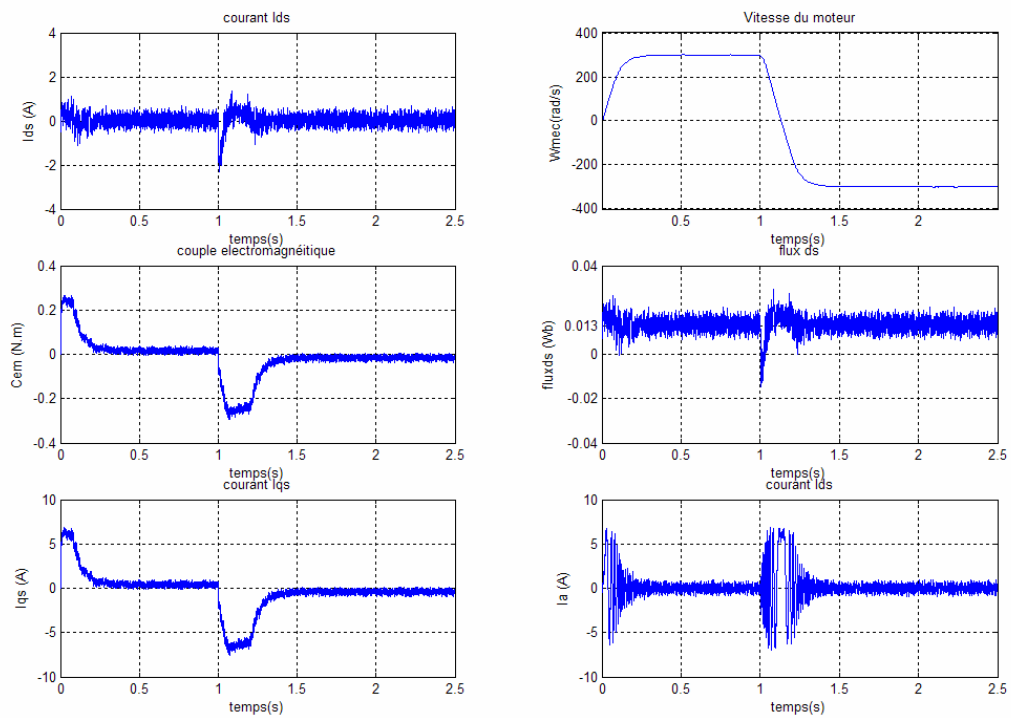 courant Ids
Ids (A)
4
2
0
-2
-4
0 0.5 1 1.5 2 2.5
temps(s)
Vitesse du moteur
Wmec(rad/s)
400
200
0
-200
-400
0.5 1 1.5 2
temps(s)
couple electromagnéitique
Cem (N.m)
0.4
0.2
0
-0.2
-0.4
0 0.5 1 1.5 2 2.5
temps(s)
flux ds
fluxds (Wb)
0.04
0.013
0
-0.02
-0.04
0 0.5 1 1.5 2 2.5
temps(s)
courant Iqs
Iqs (A)
10
5
0
-5
-10
0 0.5 1 1.5 2 2.5
temps(s)
courant Ids
Ia (A)
10
5
0
-5
-10
0 0.5 1 1.5 2 2.5
temps(s)